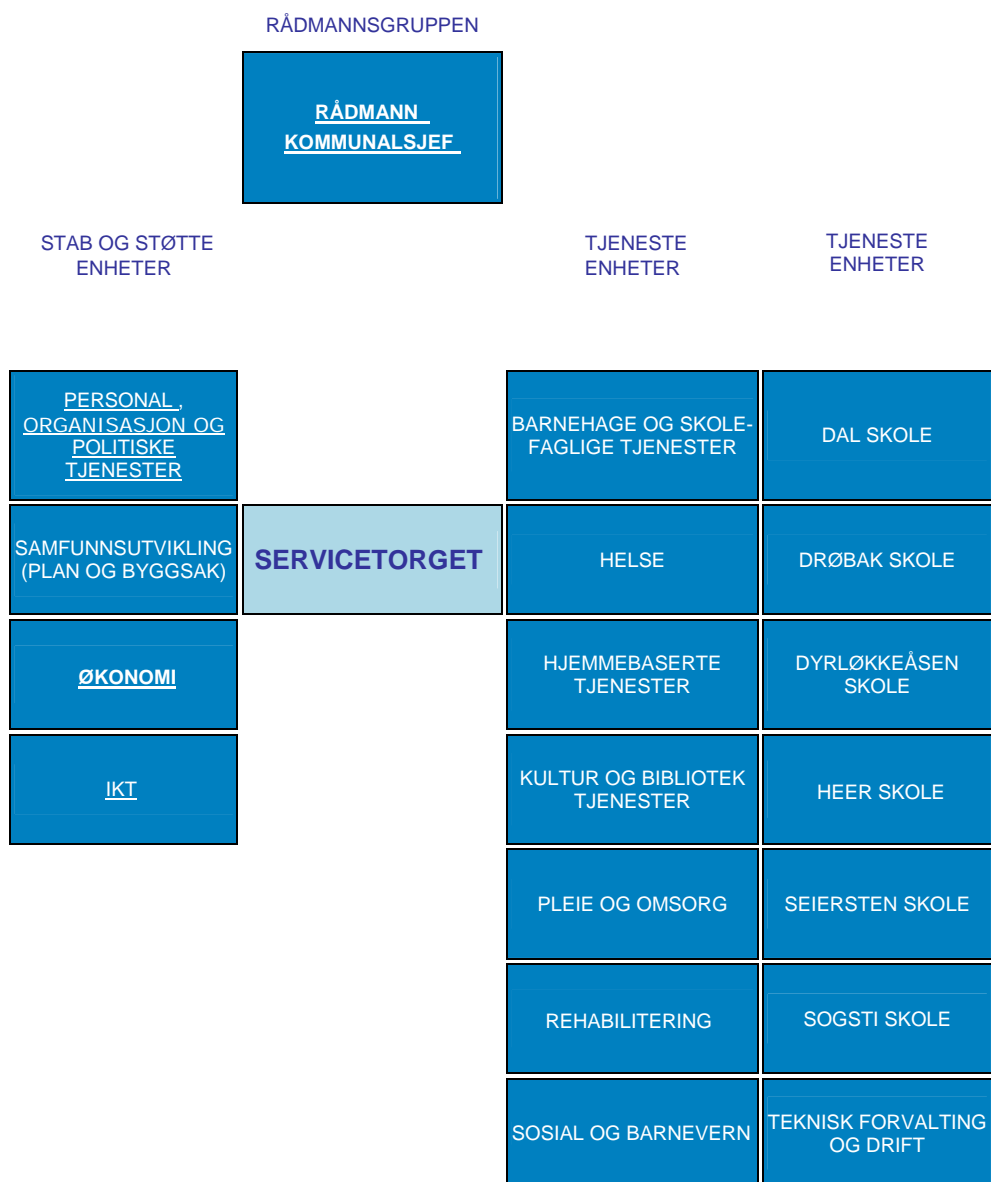 RÅDMANNSGRUPPEN
RÅDMANN
KOMMUNALSJEF
STAB OG STØTTE
ENHETER
TJENESTE
ENHETER
TJENESTE
ENHETER
PERSONAL ,
ORGANISASJON OG
POLITISKE
TJENESTER
BARNEHAGE OG SKOLE-
FAGLIGE TJENESTER
DAL SKOLE
SAMFUNNSUTVIKLING
(PLAN OG BYGGSAK)
SERVICETORGET
HELSE
DRØBAK SKOLE
ØKONOMI
HJEMMEBASERTE
TJENESTER
DYRLØKKEÅSEN
SKOLE
IKT
KULTUR OG BIBLIOTEK
TJENESTER
HEER SKOLE
PLEIE OG OMSORG
SEIERSTEN SKOLE
REHABILITERING
SOGSTI SKOLE
SOSIAL OG BARNEVERN
TEKNISK FORVALTING
OG DRIFT